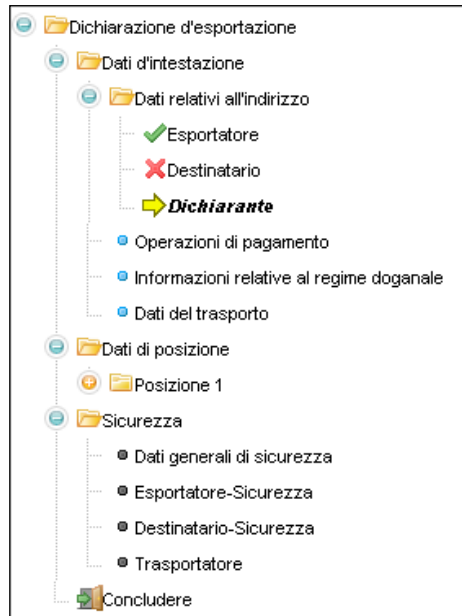 Dichiarazione d'esportazione
Dati d'intestazione
Dati relativi all'indirizzo
Esportatore
Destinatario
Dichiarante
Operazioni di pagamento
Informazioni relative al regime doganale
Dati del trasporto
Dati di posizione
Posizione 1
Sicurezza
Dati generali di sicurezza
Esportatore-Sicurezza
Destinatario-Sicurezza
Trasportatore
Concludere